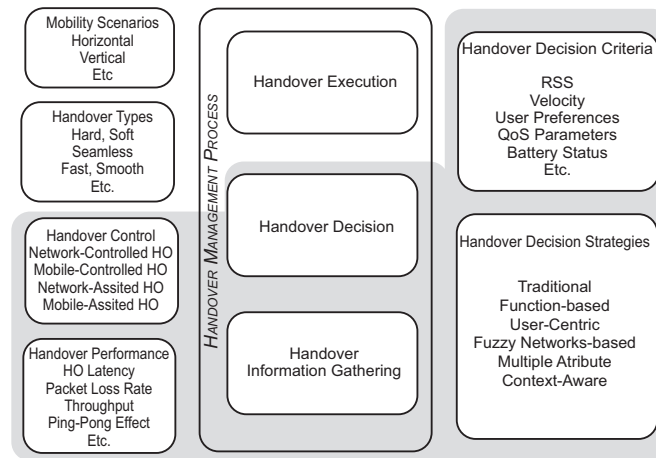 Mobility Scenarios
Horizontal
Vertical
Etc
Handover Types
Hard, Soft
Seamless
Fast, Smooth
Etc.
Handover Control
Network-Controlled HO
Mobile-Controlled HO
Network-Assited HO
Mobile-Assited HO
Handover Performance
HO Latency
Packet Loss Rate
Throughput
Ping-Pong Effect
Etc.
HANDOVER MANAGEMENT PROCESS
Handover Execution
Handover Decision
Handover
Information Gathering
Handover Decision Criteria
RSS
Velocity
User Preferences
QoS Parameters
Battery Status
Etc.
Handover Decision Strategies
Traditional
Function-based
User-Centric
Fuzzy Networks-based
Multiple Atribute
Context-Aware